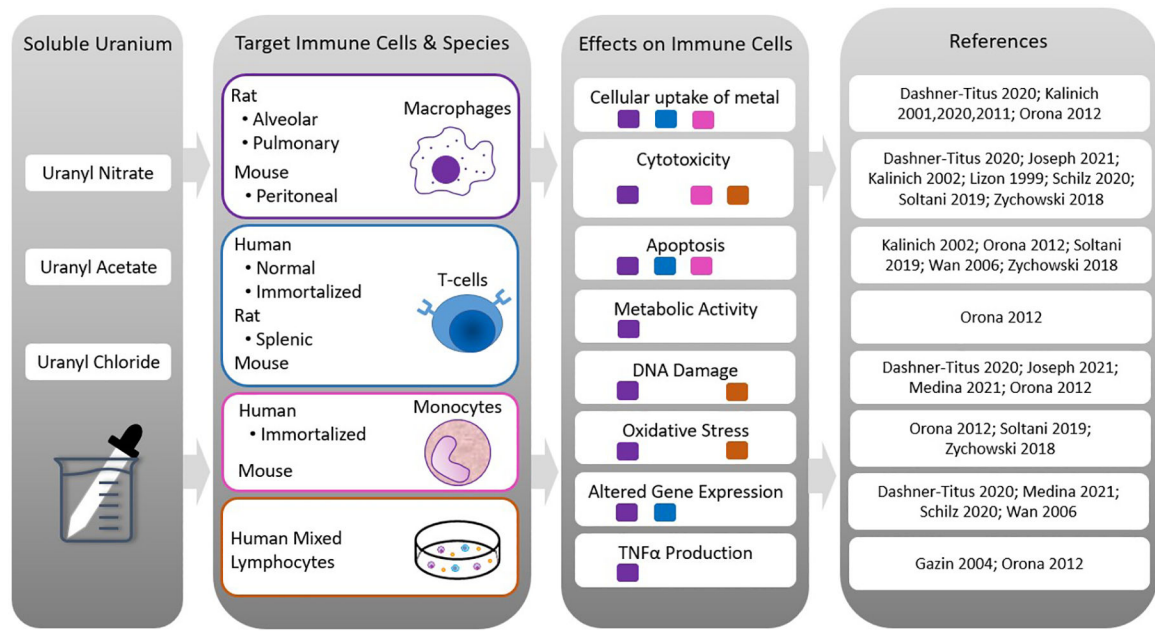 Soluble Uranium
Uranyl Nitrate
Uranyl Acetate
Uranyl Chloride
Target Immune Cells & Species
Rat
• Alveolar
• Pulmonary
Mouse
• Peritoneal
Macrophages
Human
• Normal
• Immortalized
Rat
• Splenic
Mouse
T-cells
Human
• Immortalized
Mouse
Monocytes
Human Mixed
Lymphocytes
Effects on Immune Cells
Cellular uptake of metal
Cytotoxicity
Apoptosis
Metabolic Activity
DNA Damage
Oxidative Stress
Altered Gene Expression
TNFα Production
References
Dashner-Titus 2020; Kalinich
2001,2020,2011; Orona 2012
Dashner-Titus 2020; Joseph 2021;
Kalinich 2002; Lizon 1999; Schilz 2020;
Soltani 2019; Zychowski 2018
Kalinich 2002; Orona 2012; Soltani
2019; Wan 2006; Zychowski 2018
Orona 2012
Dashner-Titus 2020; Joseph 2021;
Medina 2021; Orona 2012
Orona 2012; Soltani 2019;
Zychowski 2018
Dashner-Titus 2020; Medina 2021;
Schilz 2020; Wan 2006
Gazin 2004; Orona 2012